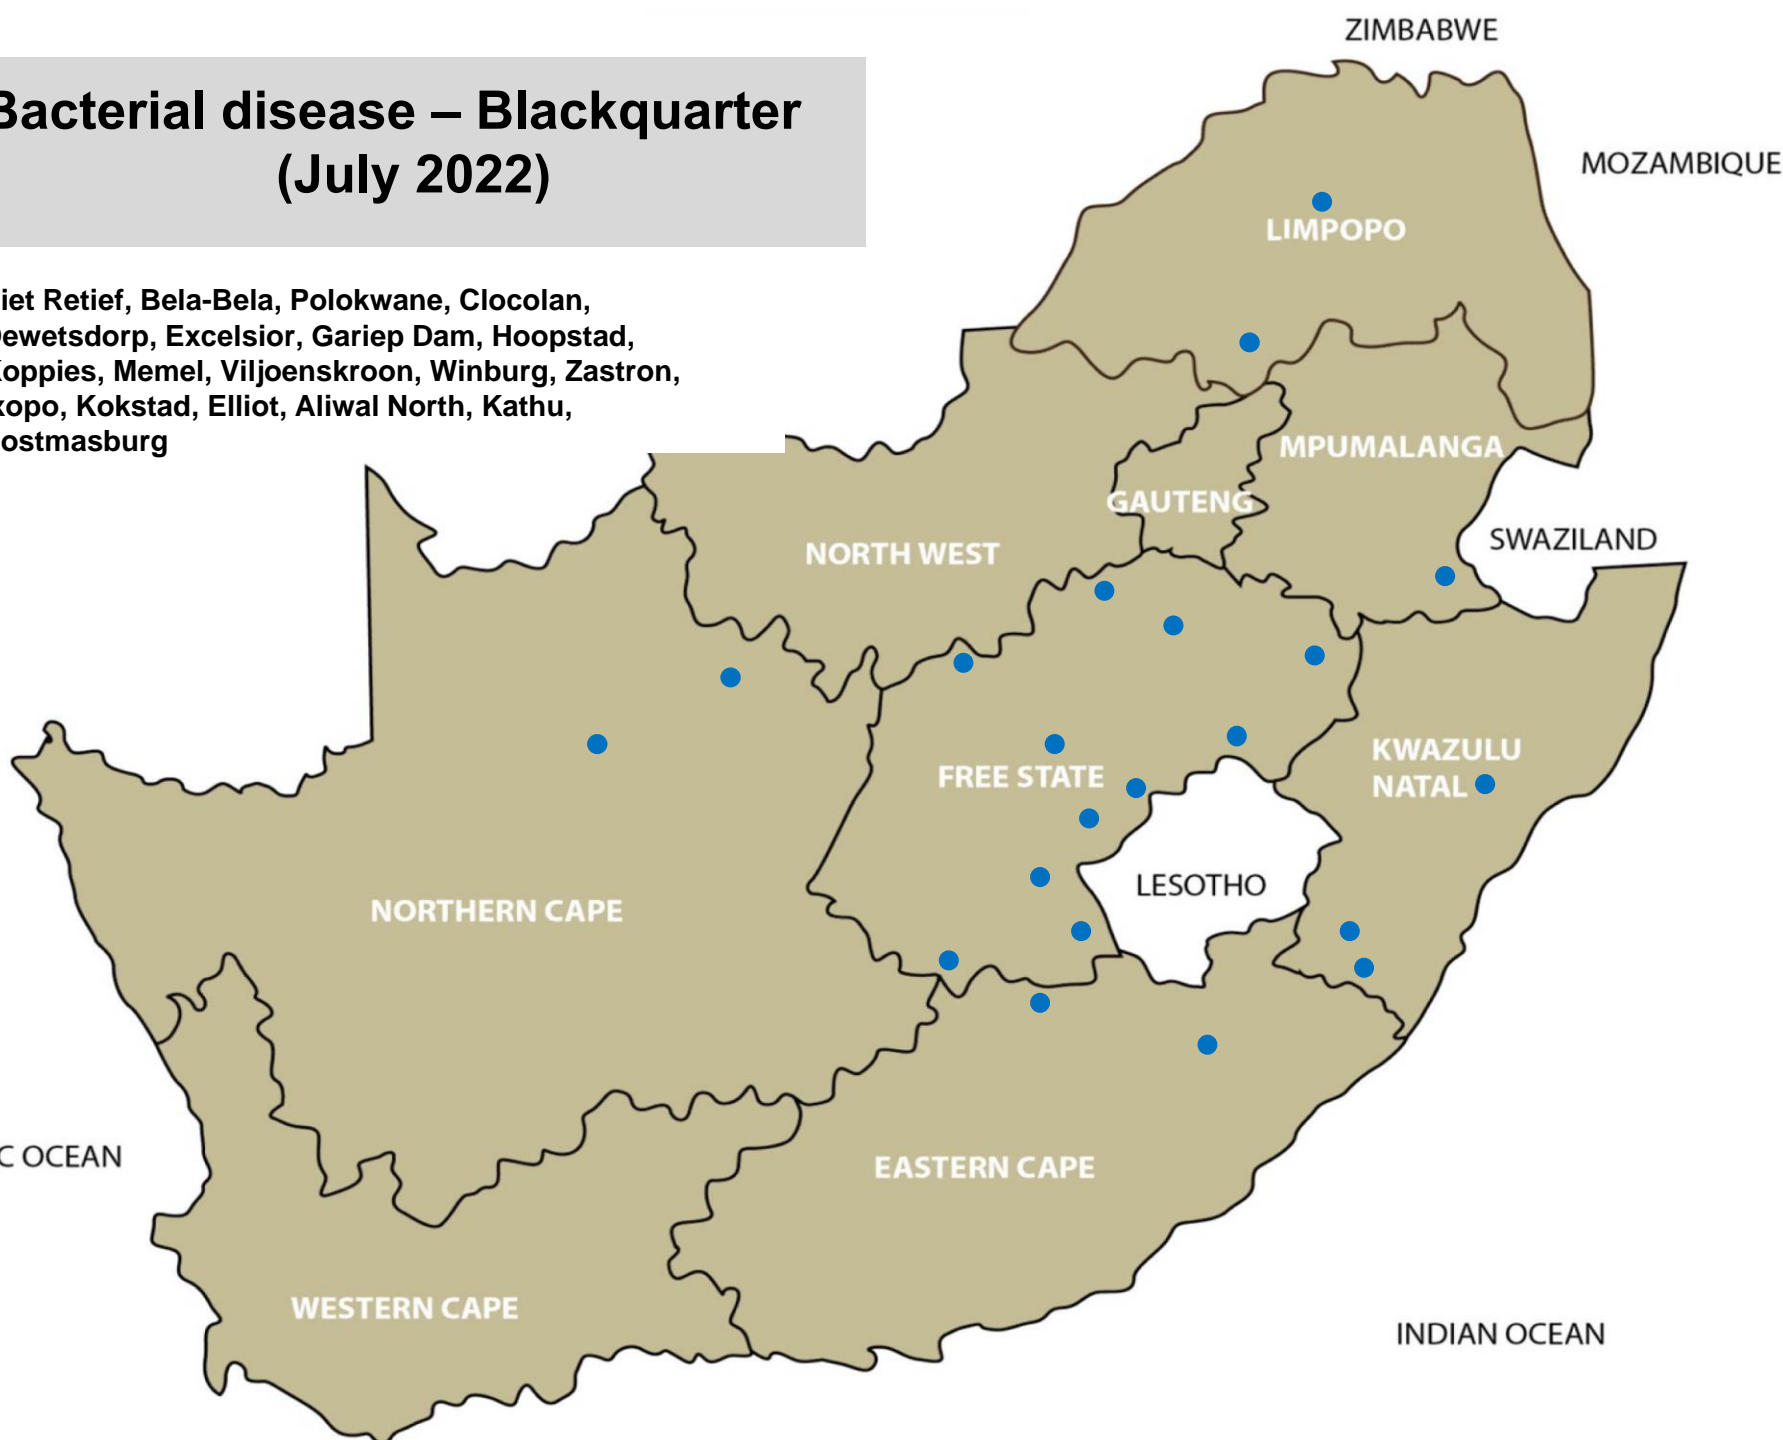 Bacterial disease – Blackquarter
(July 2022)
iet Retief, Bela-Bela, Polokwane, Clocolan,
ewetsdorp, Excelsior, Gariep Dam, Hoopstad,
oppies, Memel, Viljoenskroon, Winburg, Zastron,
xopo, Kokstad, Elliot, Aliwal North, Kathu,
ostmasburg
ZIMBABWE
MOZAMBIQUE
LIMPOPO
MPUMALANGA
GAUTENG
SWAZILAND
NORTH WEST
KWAZULU
NATAL
FREE STATE
LESOTHO
NORTHERN CAPE
C OCEAN
EASTERN CAPE
WESTERN CAPE
INDIAN OCEAN